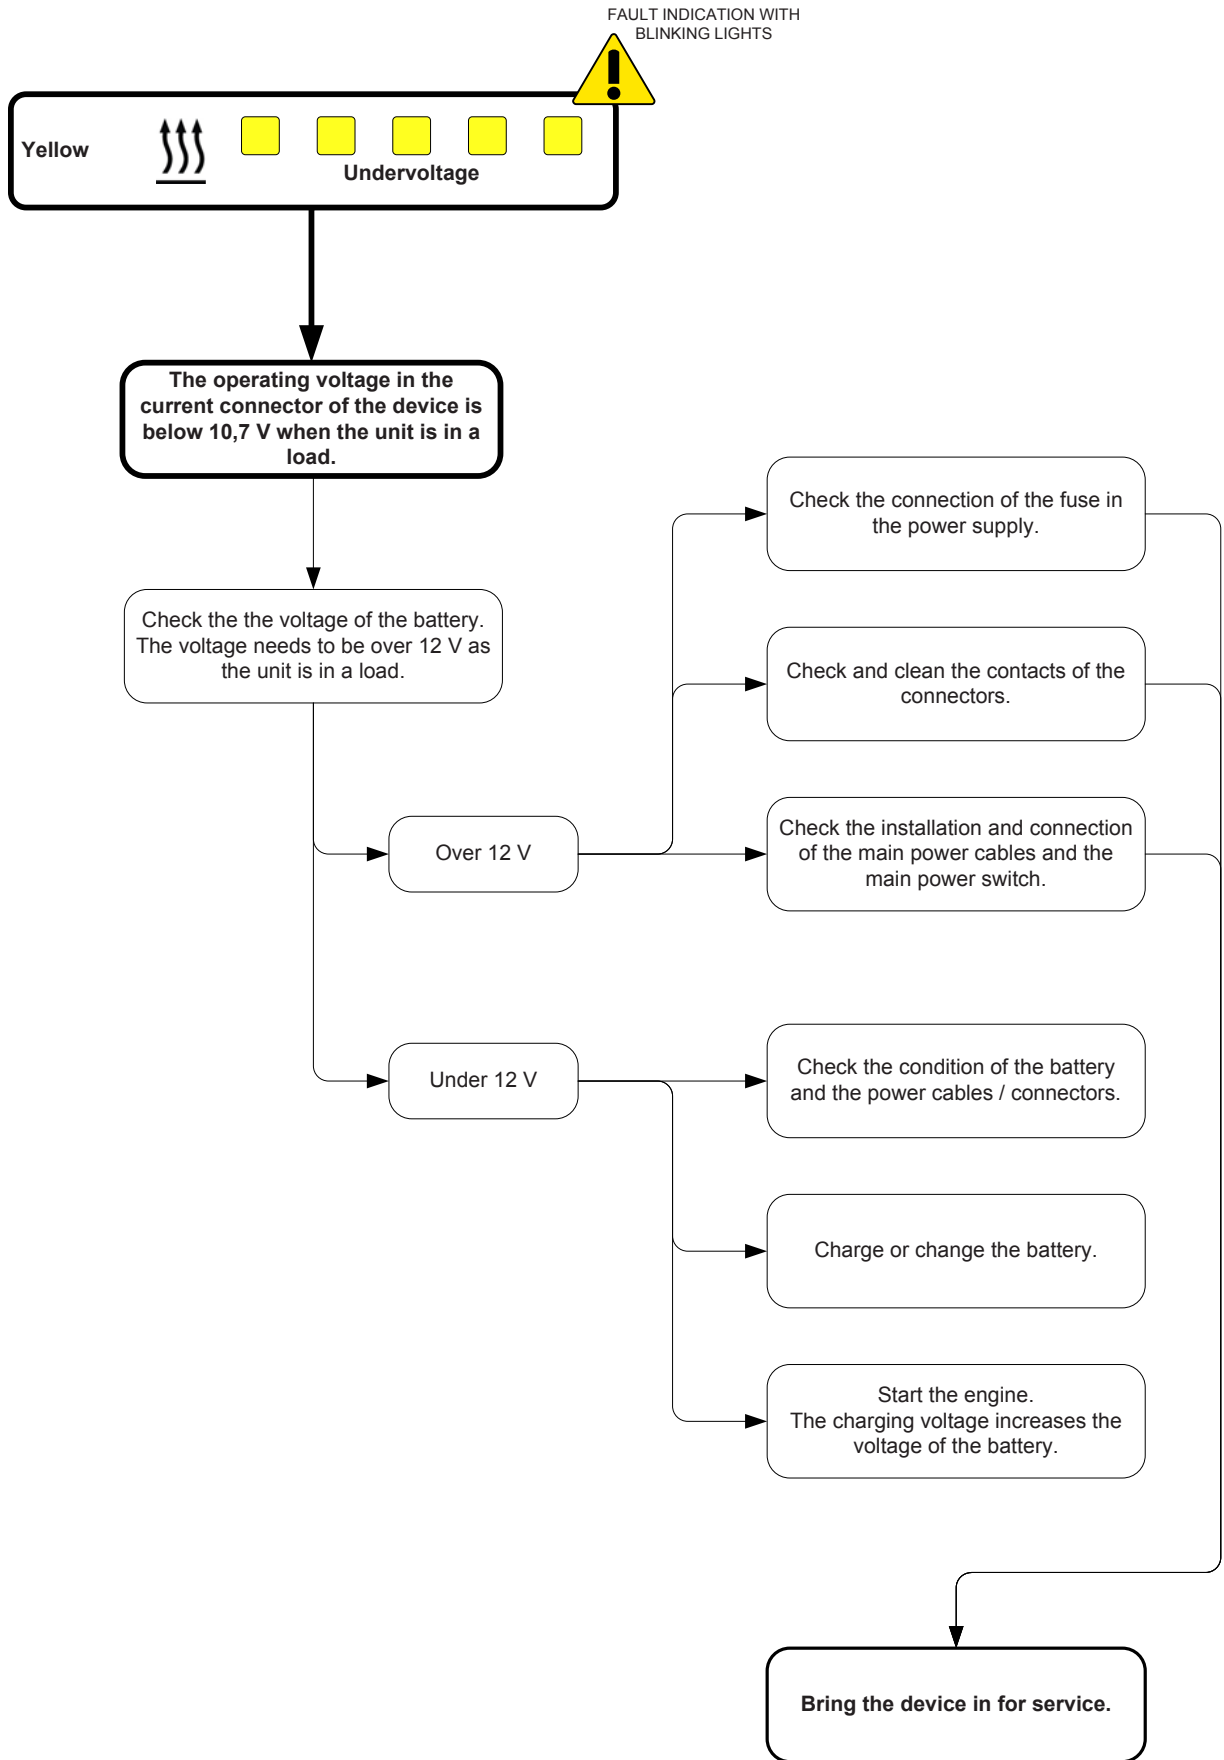 FAULT INDICATION WITH
BLINKING LIGHTS
Yellow
Undervoltage
The operating voltage in the
current connector of the device is
below 10,7 V when the unit is in a
load.
Check the connection of the fuse in
the power supply.
Check the the voltage of the battery.
The voltage needs to be over 12 V as
the unit is in a load.
Check and clean the contacts of the
connectors.
Over 12 V
Check the installation and connection
of the main power cables and the
main power switch.
Under 12 V
Check the condition of the battery
and the power cables / connectors.
Charge or change the battery.
Start the engine.
The charging voltage increases the
voltage of the battery.
Bring the device in for service.